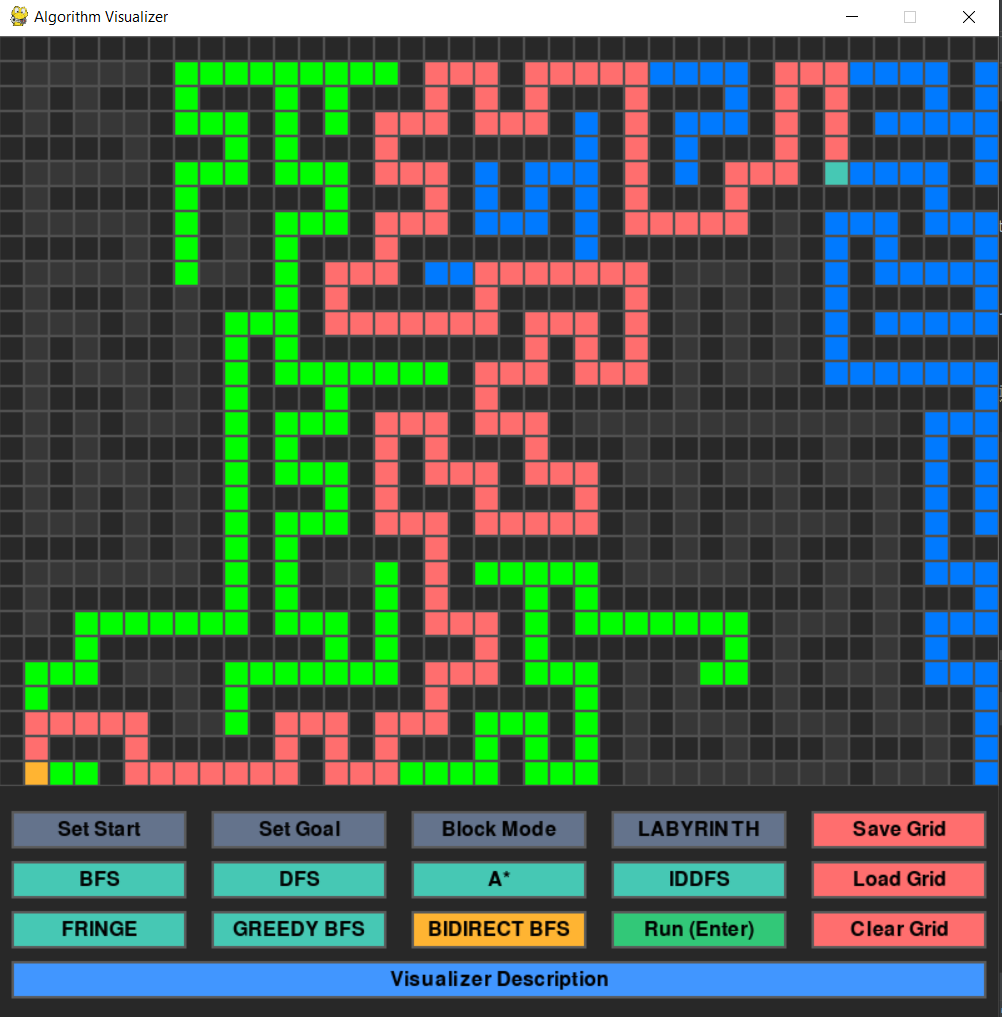 Algorithm Visualizer
Set Start Set Goal Block Mode LABYRINTH Save Grid
BFS DFS A* IDDFS Load Grid
FRINGE GREEDY BFS BIDIRECT BFS Run (Enter) Clear Grid
Visualizer Description